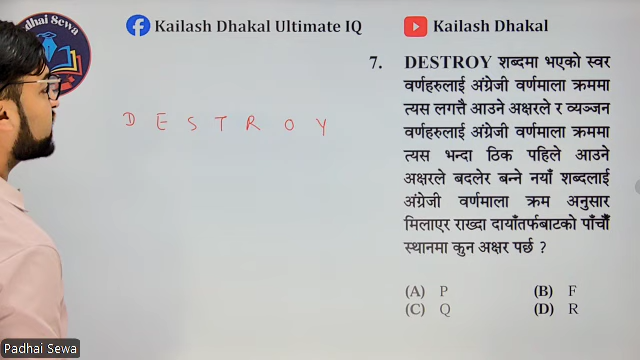 Padhai Sewa
Kailash Dhakal Ultimate IQ
Kailash Dhakal
7. DESTROY शब्दमा भएको स्वर
वर्णहरुलाई अंग्रेजी वर्णमाला क्रममा
त्यस लगत्तै आउने अक्षरले र व्यञ्जन
वर्णहरुलाई अंग्रेजी वर्णमाला क्रममा
त्यस भन्दा ठिक पहिले आउने
अक्षरले बदलेर बन्ने नयाँ शब्दलाई
अंग्रेजी वर्णमाला क्रम अनुसार
मिलाएर राख्दा दायाँतर्फबाटको पाँचौँ
स्थानमा कुन अक्षर पर्छ ?
(A) P (B) F
(C) Q (D) R
D E S T R O Y
Padhai Sewa